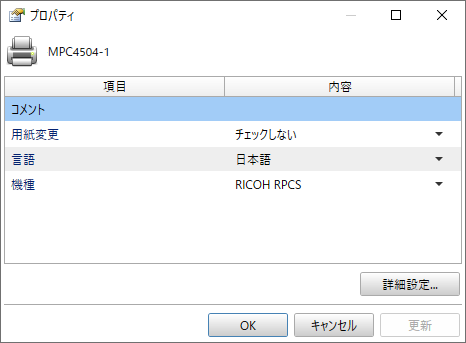 プロパティ
MPC4504-1
項目 内容
コメント
用紙変更 チェックしない
言語 日本語
機種 RICOH RPCS
詳細設定...
OK キャンセル 更新